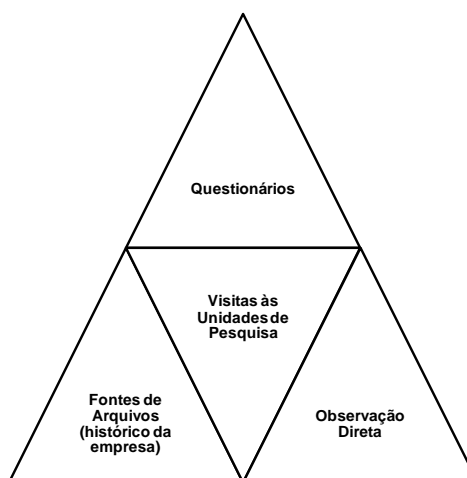 Questionários
Visitas às
Unidades de
Pesquisa
Fontes de
Arquivos
(histórico da
empresa)
Observação
Direta